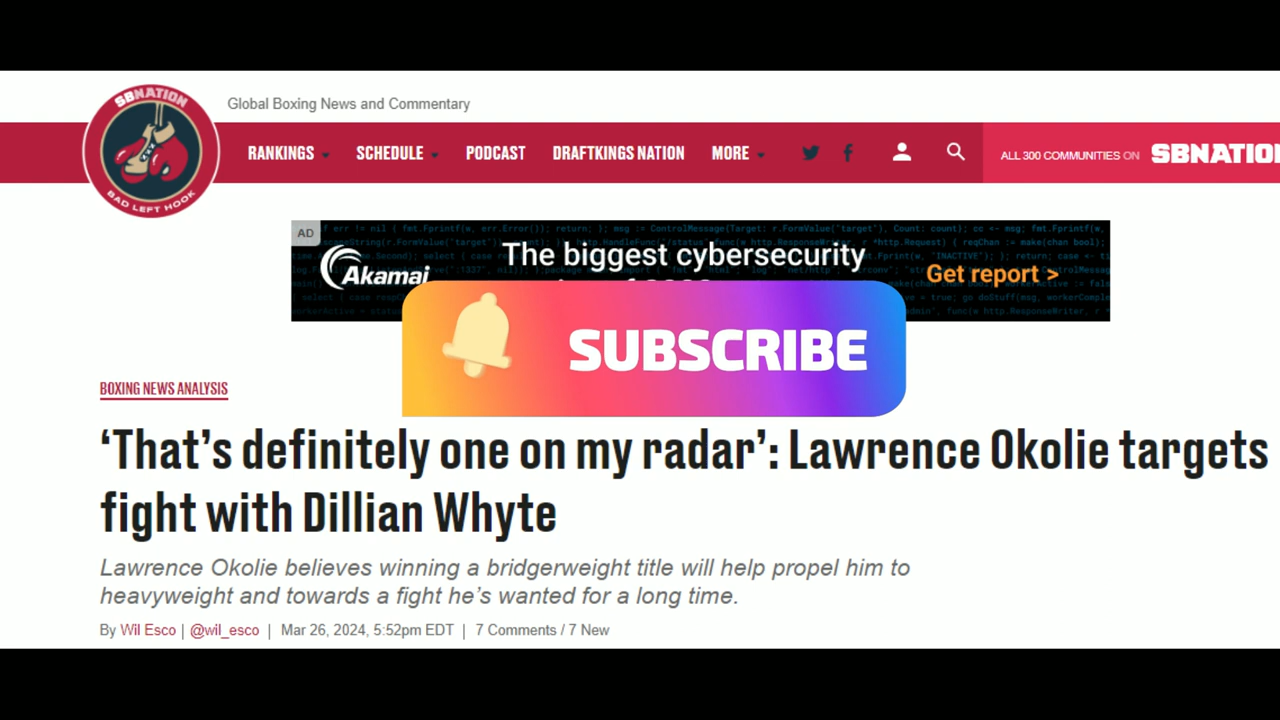 SBNATION
BAD LEFT HOOK
Global Boxing News and Commentary
RANKINGS
SCHEDULE
PODCAST
DRAFTKINGS NATION
MORE
ALL 300 COMMUNITIES ON
SBNATION
AD
Akamai
The biggest cybersecurity
Get report >
SUBSCRIBE
BOXING NEWS ANALYSIS
‘That’s definitely one on my radar’: Lawrence Okolie targets
fight with Dillian Whyte
Lawrence Okolie believes winning a bridgerweight title will help propel him to
heavyweight and towards a fight he’s wanted for a long time.
By Wil Esco | @wil_esco | Mar 26, 2024, 5:52pm EDT | 7 Comments / 7 New